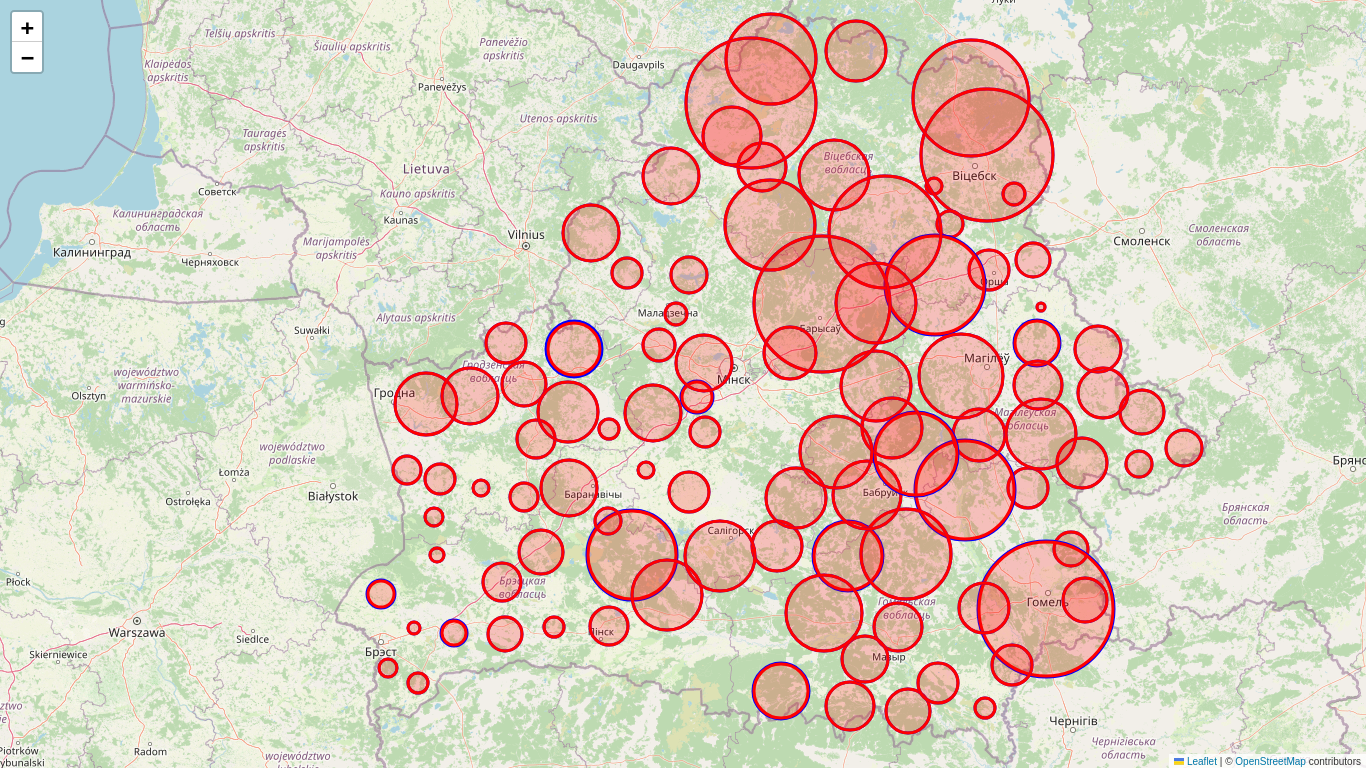 +
−
Луки
Telšių apskritis
Šiaulių apskritis
Panevėžio
apskritis
Klaipėdos
apskritis
Daugavpils
Panevėžys
Utenos apskritis
Tauragės
apskritis
Lietuva
Віцебская
вобласць
Віцебск
Советск
Kauno apskritis
Калининградская
область
Kaunas
Vilnius
Marijampolės
apskritis
Калининград
Черняховск
Смоленск
Смоленская
область
Орша
Alytaus apskritis
Маладзечна
Suwałki
Барысаў
Магілёў
Гродзенская
вобласць
Мінск
województwo
warmińsko-
mazurskie
Olsztyn
Гродна
Магілёўская
вобласць
województwo
podlaskie
Łomża
Białystok
Ostrołęka
Баранавічы
Бабруйск
Брянская
область
Салігорск
Płock
Брэсцкая
вобласць
Гомельская
вобласць
Гомель
Warszawa
Siedlce
Пінск
Skierniewice
Брэст
Мазыр
Radom
województwo
Чернігів
Чернігівська
область
Piotrków
Leaflet | © OpenStreetMap contributors